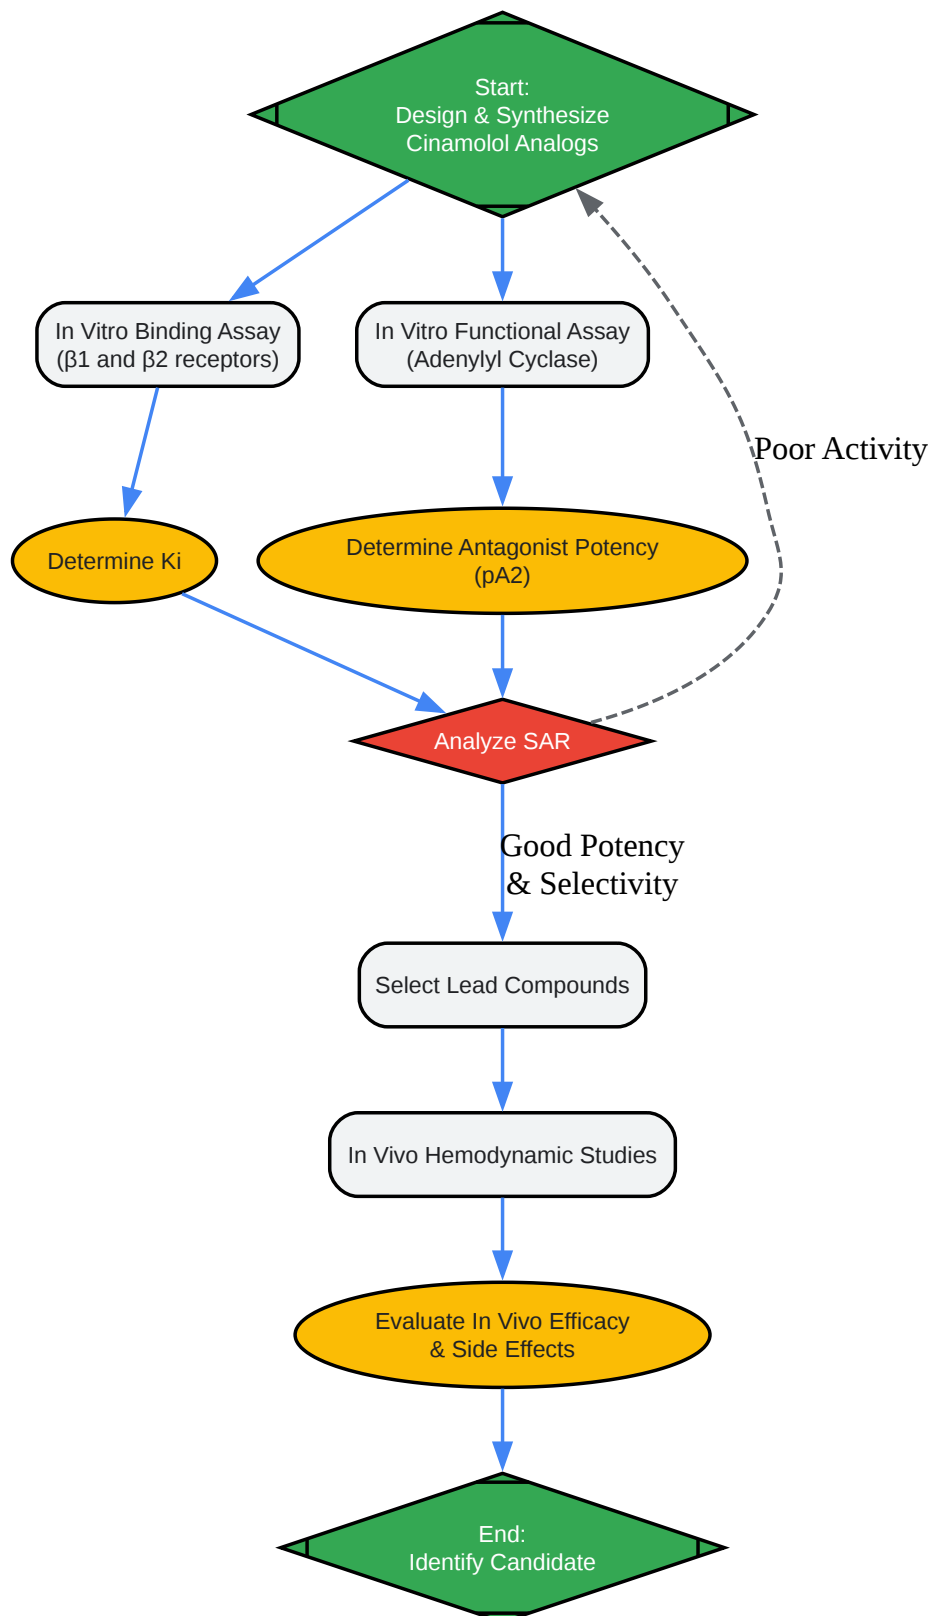 Start:
Design & Synthesize
Cinamolol Analogs
In Vitro Binding Assay
(β1 and β2 receptors)
In Vitro Functional Assay
(Adenylyl Cyclase)
Poor Activity
Determine Ki
Determine Antagonist Potency
(pA2)
Analyze SAR
Good Potency
& Selectivity
Select Lead Compounds
In Vivo Hemodynamic Studies
Evaluate In Vivo Efficacy
& Side Effects
End:
Identify Candidate